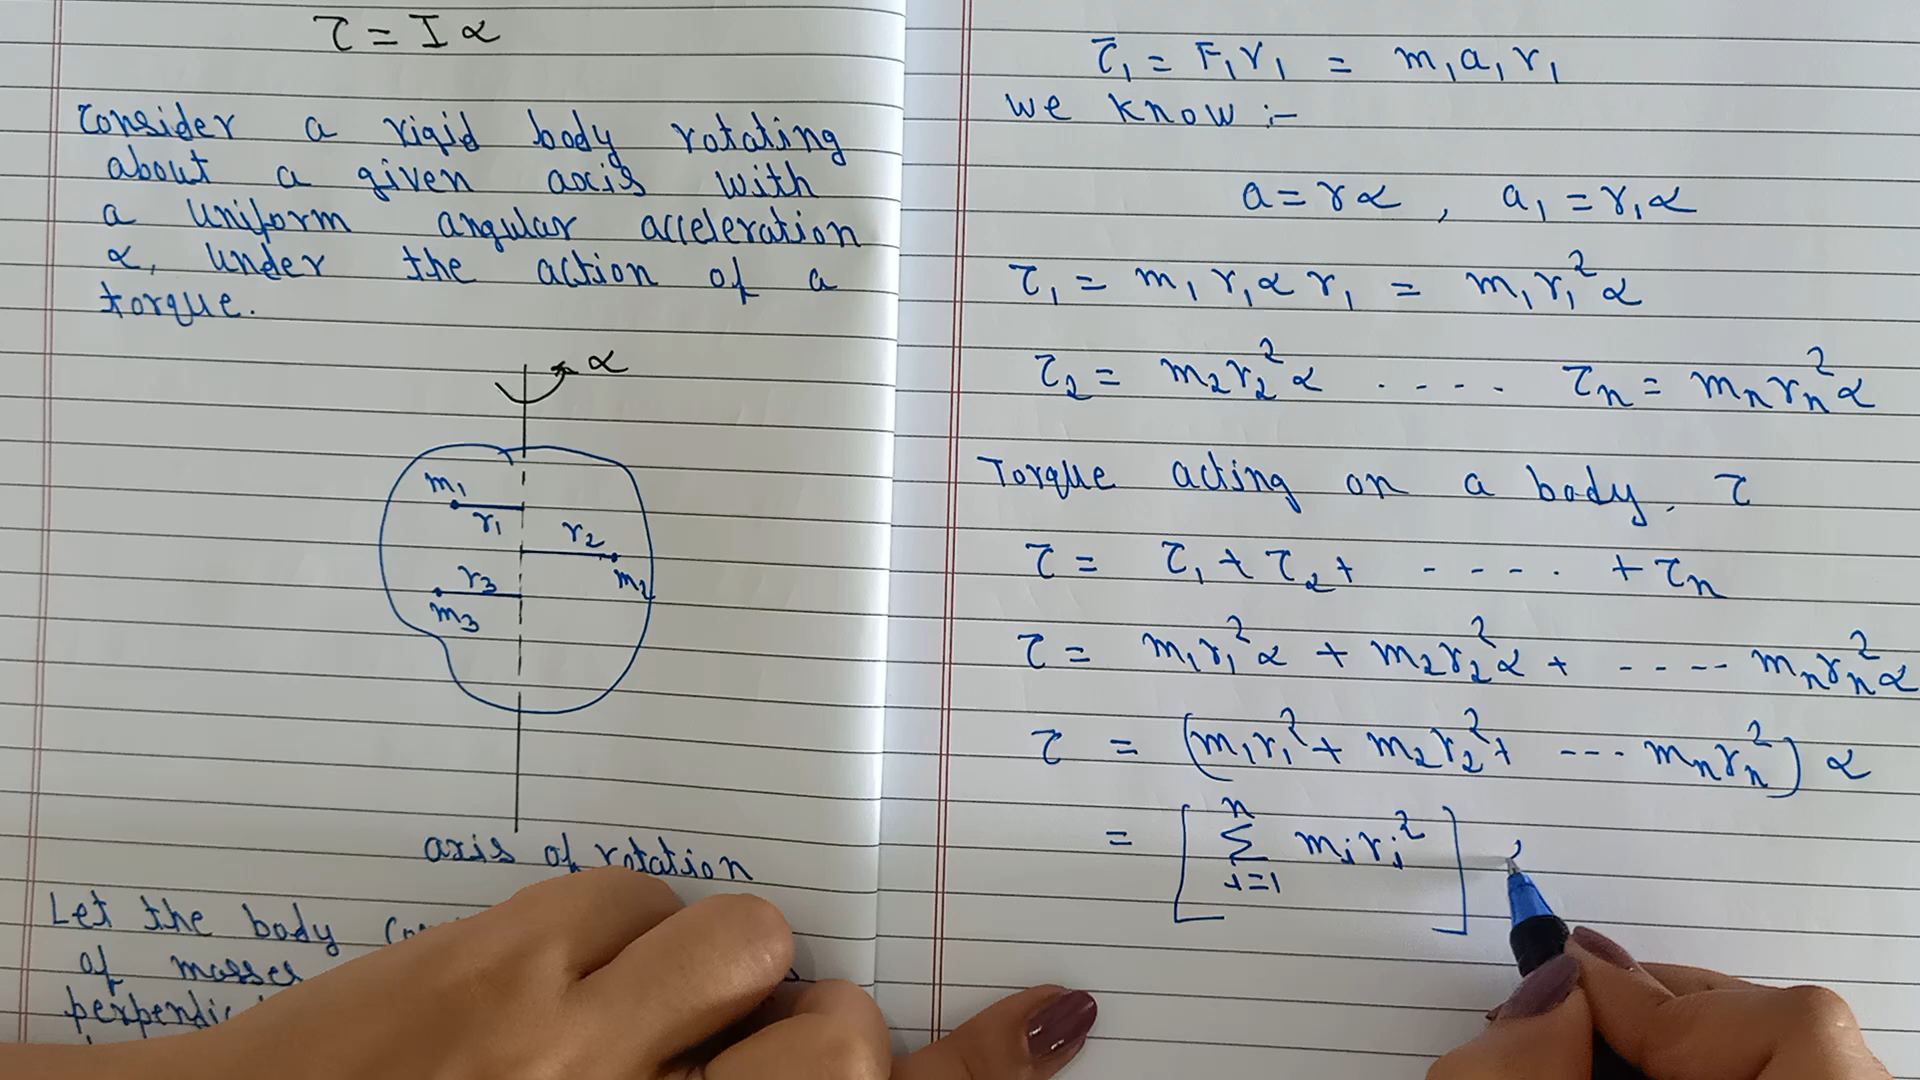 τ = I α
Consider a rigid body rotating
about a given axis with
a uniform angular acceleration
α, under the action of a
torque.
α
m₁
r₁
r₂
m₂
r₃
m₃
axis of rotation
Let the body
of masses
τ₁ = F₁r₁ = m₁a₁r₁
we know :-
a = rα , a₁ = r₁α
τ₁ = m₁ r₁α r₁ = m₁r₁²α
τ₂ = m₂r₂²α . - - - . τn = mnrn²α
Torque acting on a body, τ
τ = τ₁ + τ₂ + - - - - . + τn
τ = m₁r₁²α + m₂r₂²α + - - - - mnrn²α
τ = (m₁r₁² + m₂r₂² + - - - mnrn²) α
= [ n Σ i=1 miri² ]